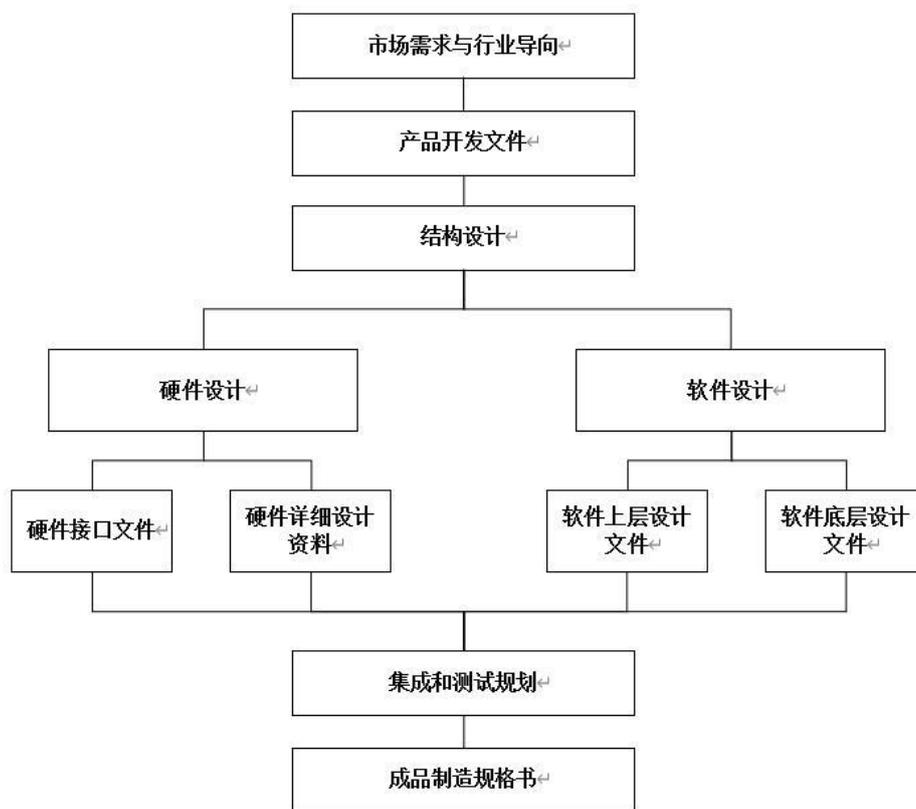 市场需求与行业导向↵
产品开发文件↵
结构设计↵
硬件设计↵
软件设计↵
硬件接口文件↵
硬件详细设计
资料↵
软件上层设计
文件↵
软件底层设计
文件↵
集成和测试规划↵
成品制造规格书↵